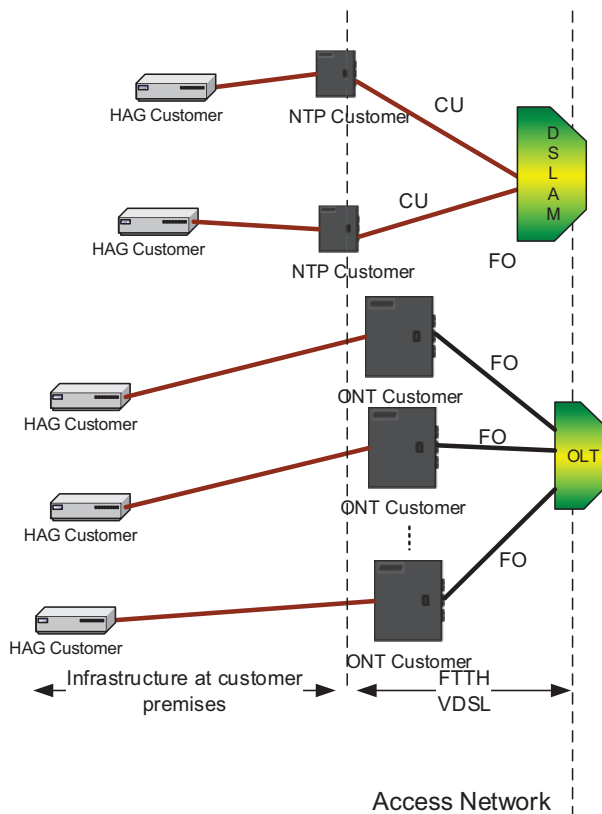 HAG Customer
NTP Customer
CU
DSLAM
HAG Customer
NTP Customer
CU
FO
HAG Customer
ONT Customer
FO
HAG Customer
ONT Customer
FO
OLT
HAG Customer
ONT Customer
FO
Infrastructure at customer
premises
FTTH
VDSL
Access Network